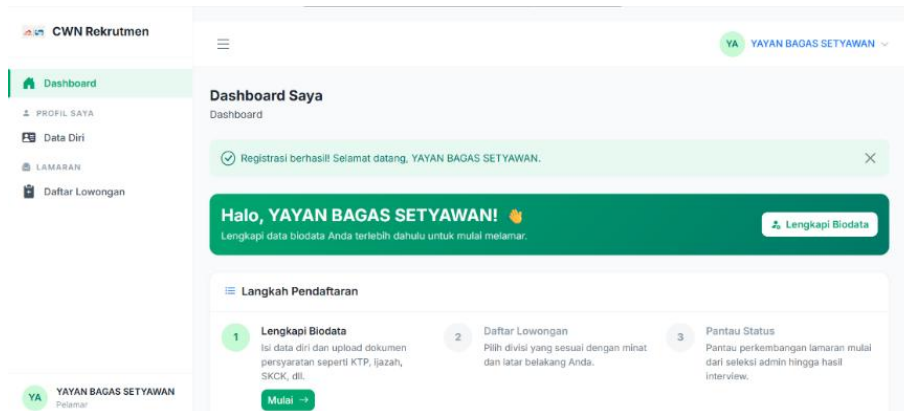 CWN Rekrutmen
YA YAYAN BAGAS SETYAWAN
Dashboard
PROFIL SAYA
Data Diri
LAMARAN
Daftar Lowongan
YA YAYAN BAGAS SETYAWAN
Pelamar
Dashboard Saya
Dashboard
Registrasi berhasil! Selamat datang, YAYAN BAGAS SETYAWAN.
Halo, YAYAN BAGAS SETYAWAN! 👋
Lengkapi data biodata Anda terlebih dahulu untuk mulai melamar.
Lengkapi Biodata
Langkah Pendaftaran
1
Lengkapi Biodata
Isi data diri dan upload dokumen
persyaratan seperti KTP, ijazah,
SKCK, dll.
Mulai →
2
Daftar Lowongan
Pilih divisi yang sesuai dengan minat
dan latar belakang Anda.
3
Pantau Status
Pantau perkembangan lamaran mulai
dari seleksi admin hingga hasil
interview.